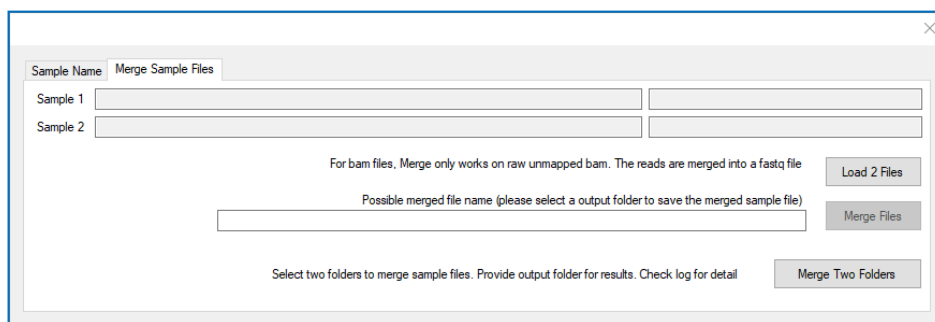 Sample Name
Merge Sample Files
Sample 1
Sample 2
For bam files, Merge only works on raw unmapped bam. The reads are merged into a fastq file
Load 2 Files
Possible merged file name (please select a output folder to save the merged sample file)
Merge Files
Select two folders to merge sample files. Provide output folder for results. Check log for detail
Merge Two Folders